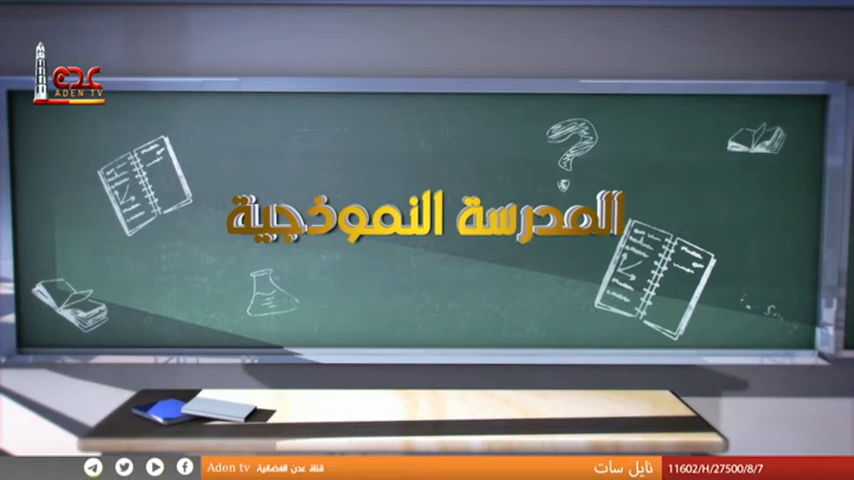 عدن
ADEN TV
المدرسة النموذجية
Aden tv قناة عدن الفضائية
نايل سات
11602/H/27500/8/7